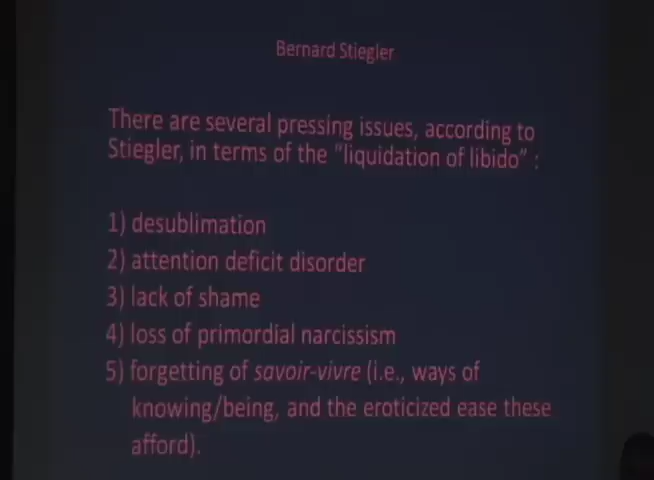 Bernard Stiegler
There are several pressing issues, according to
Stiegler, in terms of the "liquidation of libido" :
1) desublimation
2) attention deficit disorder
3) lack of shame
4) loss of primordial narcissism
5) forgetting of savoir-vivre (i.e., ways of
knowing/being, and the eroticized ease these
afford).